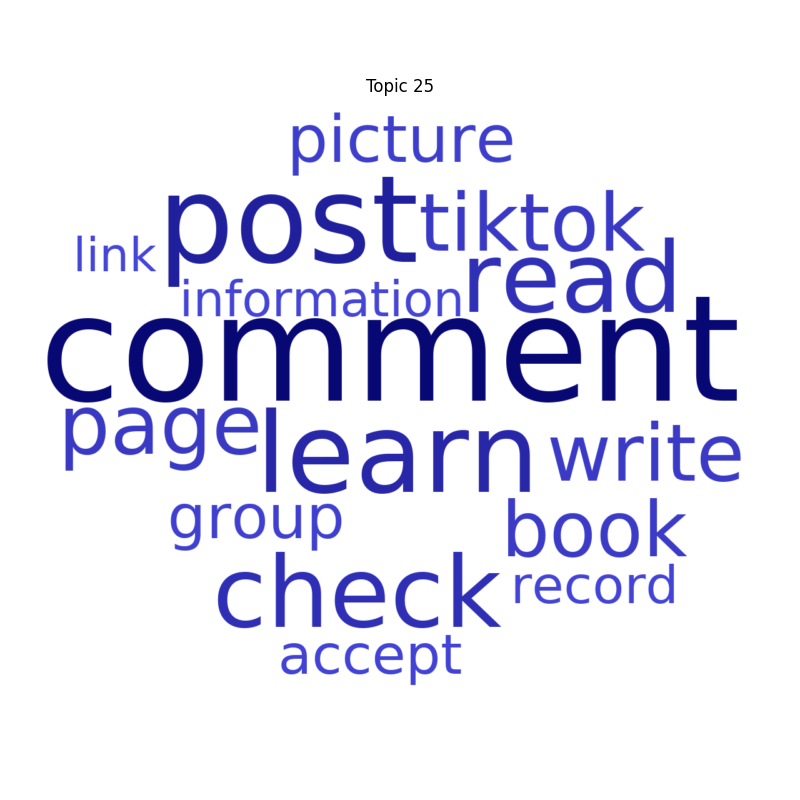 Topic 25
picture
post tiktok
link read
information
comment
page learn write
group book
check record
accept